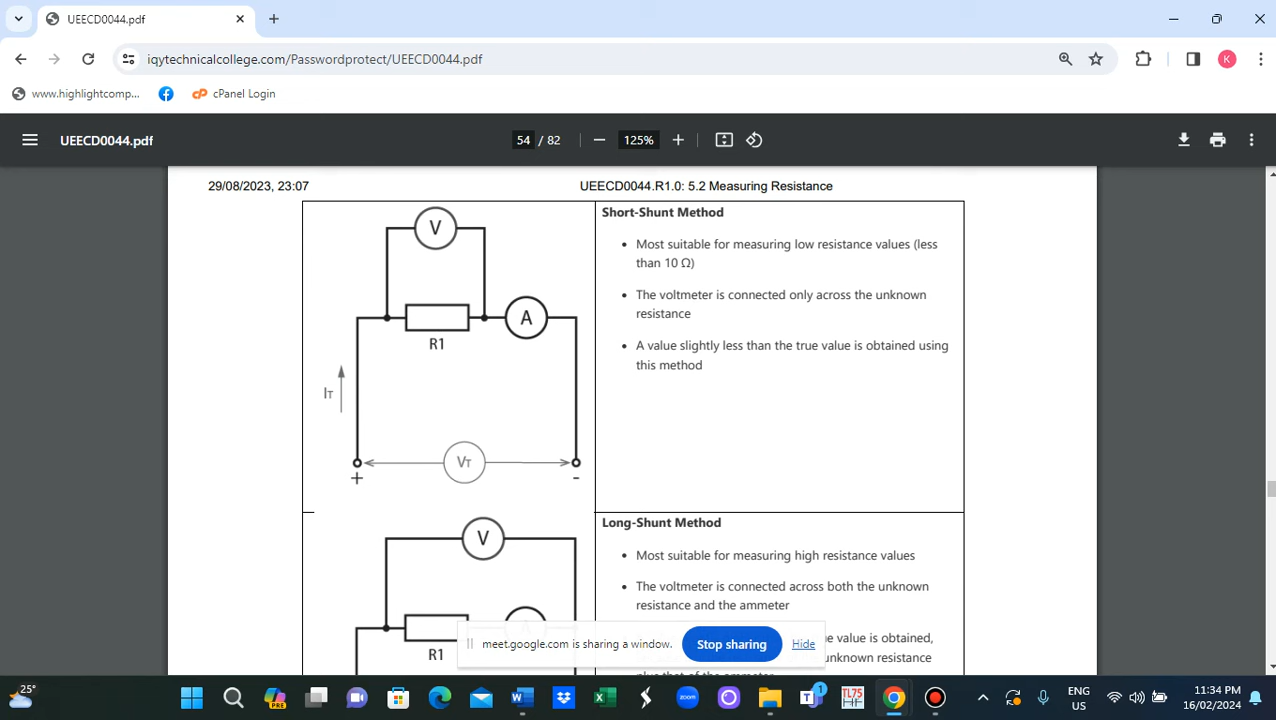 UEECD0044.pdf
iqytechnicalcollege.com/Passwordprotect/UEECD0044.pdf
K
www.highlightcomp...
cPanel Login
UEECD0044.pdf
54 / 82
125%
29/08/2023, 23:07
UEECD0044.R1.0: 5.2 Measuring Resistance
V
A
R1
IT
VT
+
-
Short-Shunt Method
• Most suitable for measuring low resistance values (less
than 10 Ω)
• The voltmeter is connected only across the unknown
resistance
• A value slightly less than the true value is obtained using
this method
V
R1
Long-Shunt Method
• Most suitable for measuring high resistance values
• The voltmeter is connected across both the unknown
resistance and the ammeter
ue value is obtained,
unknown resistance
meet.google.com is sharing a window.
Stop sharing
Hide
25°
PRE
zoom
1
TL75
ENG
US
11:34 PM
16/02/2024